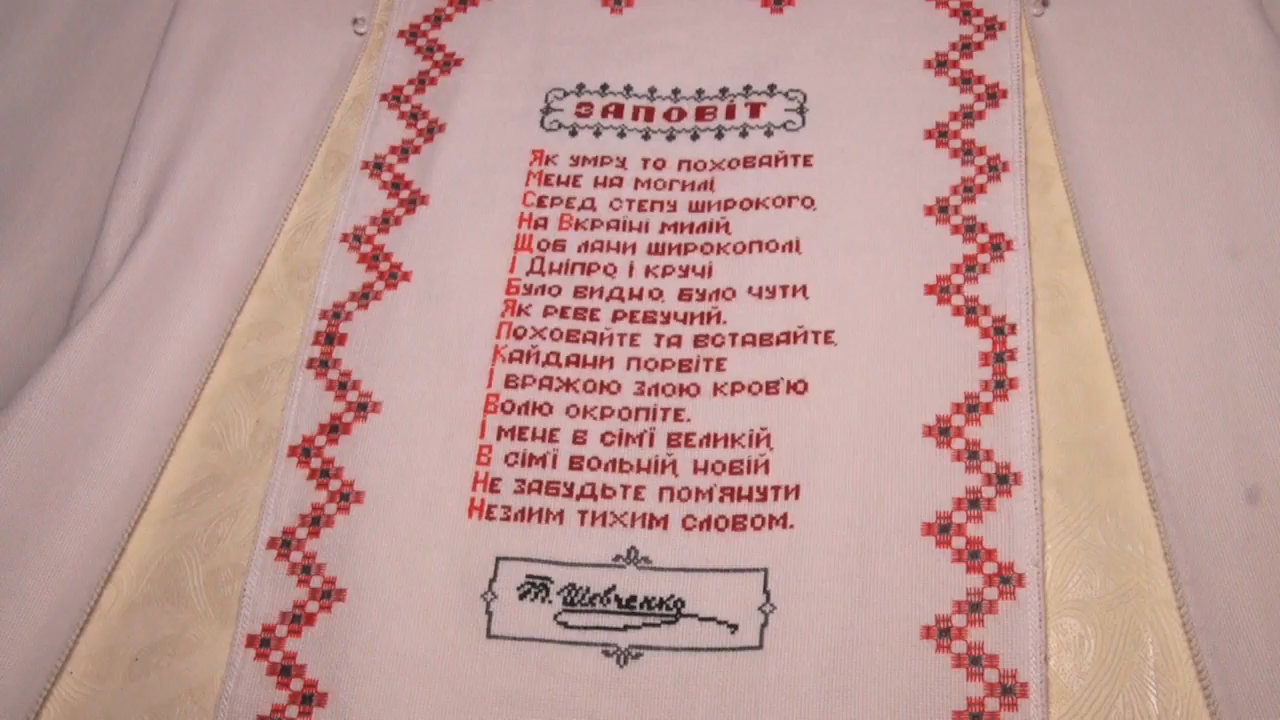 ЗАПОВІТ
Як умру, то поховайте
Мене на могилі,
Серед степу широкого,
На Вкраїні милій,
Щоб лани широкополі,
І Дніпро, і кручі
Було видно, було чути,
Як реве ревучий.
Поховайте та вставайте,
Кайдани порвіте
І вражою злою кров'ю
Волю окропіте.
І мене в сім'ї великій,
В сім'ї вольній, новій
Не забудьте пом'янути
Незлим тихим словом.
Т. Шевченко